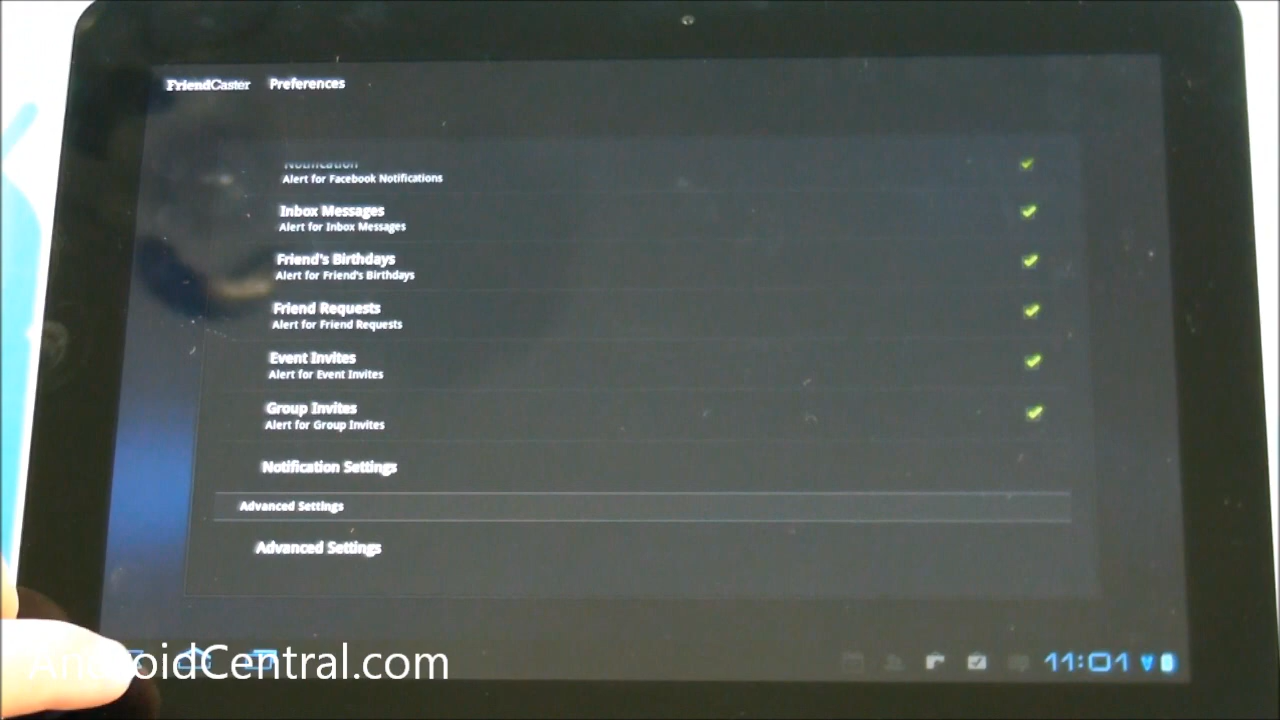 FriendCaster Preferences
Notification
Alert for Facebook Notifications
Inbox Messages
Alert for Inbox Messages
Friend's Birthdays
Alert for Friend's Birthdays
Friend Requests
Alert for Friend Requests
Event Invites
Alert for Event Invites
Group Invites
Alert for Group Invites
Notification Settings
Advanced Settings
Advanced Settings
AndroidCentral.com
11:01